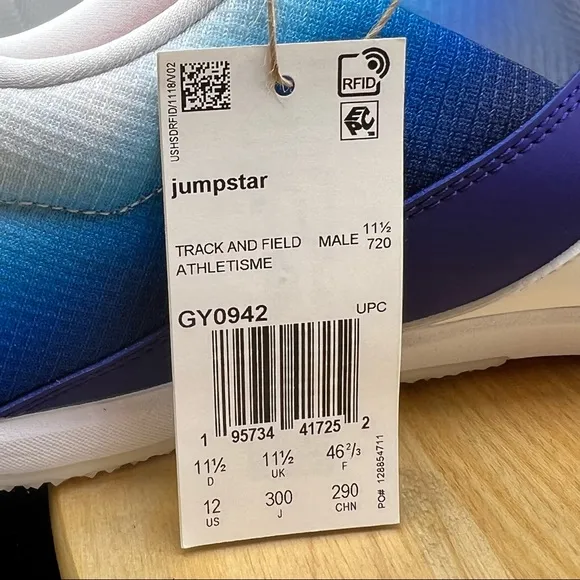 USHSDRFID/1118/V02
RFID
EPC
jumpstar
TRACK AND FIELD MALE 11½
ATHLETISME 720
GY0942 UPC
1 95734 41725 2
11½ 11½ 46⅔
D UK F
12 300 290
US J CHN
PO# 128854711